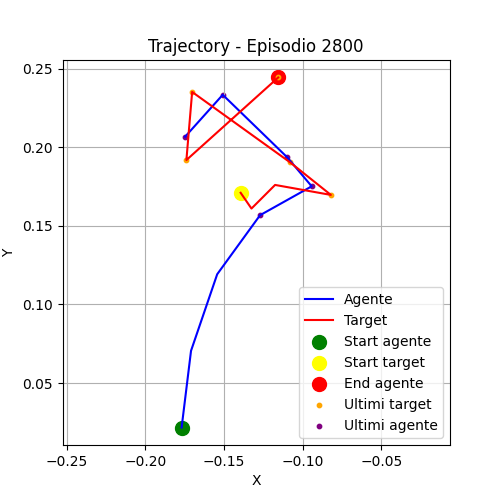 Trajectory - Episodio 2800
0.25
0.20
0.15
0.10
0.05
Y
−0.25
−0.20
−0.15
−0.10
−0.05
X
Agente
Target
Start agente
Start target
End agente
Ultimi target
Ultimi agente